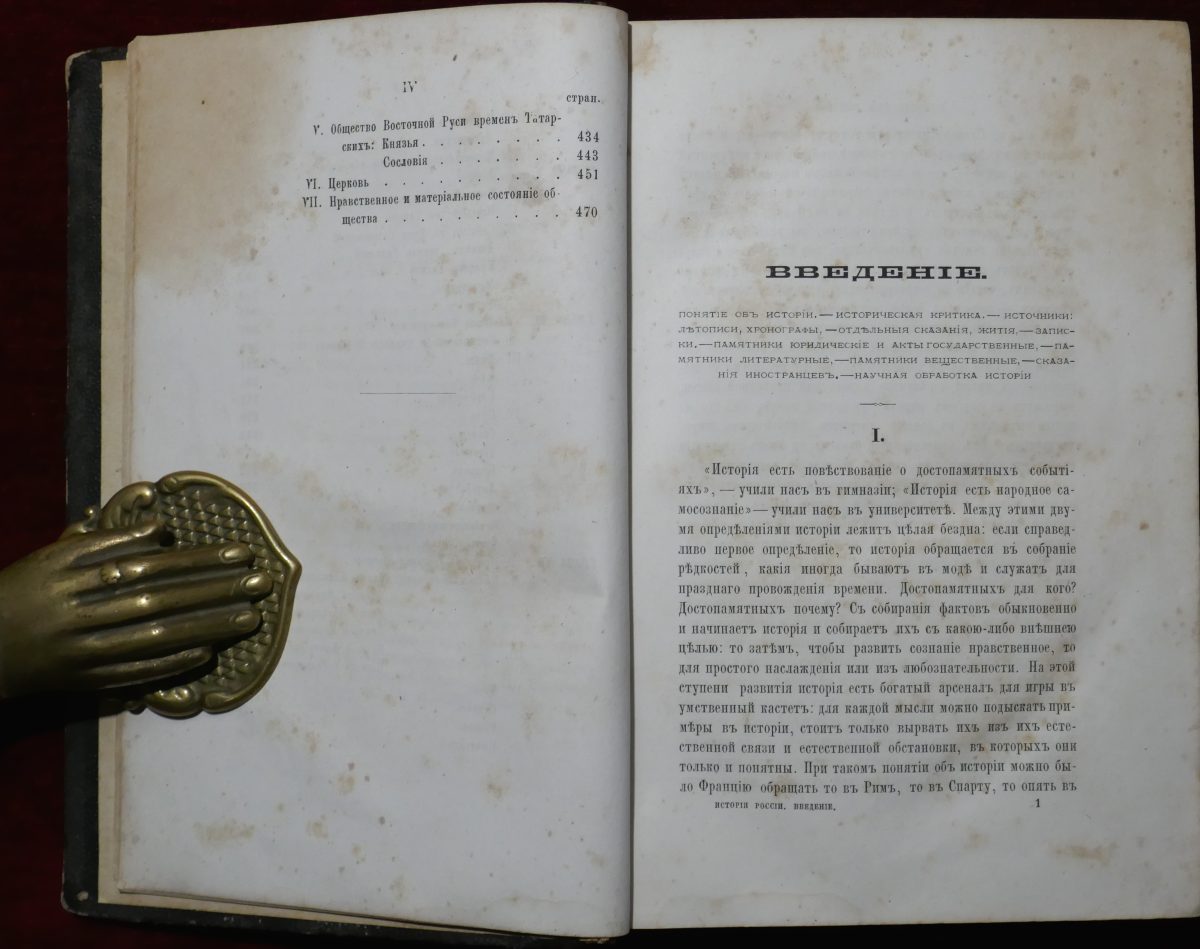 IV
стран.
V. Общество Восточной Руси временъ Татар-
скихъ: Князья . . . . . . . . 434
Сословія . . . . . . . 443
VI. Церковь . . . . . . . . . . 451
VII. Нравственное и матеріальное состояніе об-
щества . . . . . . . . . . 470
ВВЕДЕНІЕ.
ПОНЯТІЕ ОБЪ ИСТОРІИ.—ИСТОРИЧЕСКАЯ КРИТИКА.—ИСТОЧНИКИ:
ЛѢТОПИСИ, ХРОНОГРАФЫ,—ОТДѢЛЬНЫЯ СКАЗАНІЯ, ЖИТІЯ.—ЗАПИС-
КИ.—ПАМЯТНИКИ ЮРИДИЧЕСКІЕ И АКТЫ ГОСУДАРСТВЕННЫЕ,—ПА-
МЯТНИКИ ЛИТЕРАТУРНЫЕ,—ПАМЯТНИКИ ВЕЩЕСТВЕННЫЕ,—СКАЗА-
НІЯ ИНОСТРАНЦЕВЪ.—НАУЧНАЯ ОБРАБОТКА ИСТОРІИ
I.
«Исторія есть повѣствованіе о достопамятныхъ событі-
яхъ», — учили насъ въ гимназіи; «Исторія есть народное са-
мосознаніе» — учили насъ въ университетѣ. Между этими дву-
мя опредѣленіями исторіи лежитъ цѣлая бездна: если справед-
ливо первое опредѣленіе, то исторія обращается въ собраніе
рѣдкостей, какія иногда бываютъ въ модѣ и служатъ для
празднаго провожденія времени. Достопамятныхъ для кого?
Достопамятныхъ почему? Съ собиранія фактовъ обыкновенно
и начинаетъ исторія и собираетъ ихъ съ какою-либо внѣшнею
цѣлью: то затѣмъ, чтобы развить сознаніе нравственное, то
для простого наслажденія или изъ любознательности. На этой
ступени развитія исторія есть богатый арсеналъ для игры въ
умственный кастетъ: для каждой мысли можно подыскать при-
мѣры въ исторіи, стоитъ только вырвать ихъ изъ ихъ есте-
ственной связи и естественной обстановки, въ которыхъ они
только и понятны. При такомъ понятіи объ исторіи можно бы-
ло Францію обращать то въ Римъ, то въ Спарту, то опять въ
ИСТОРІЯ РОССІИ. ВВЕДЕНІЕ. 1